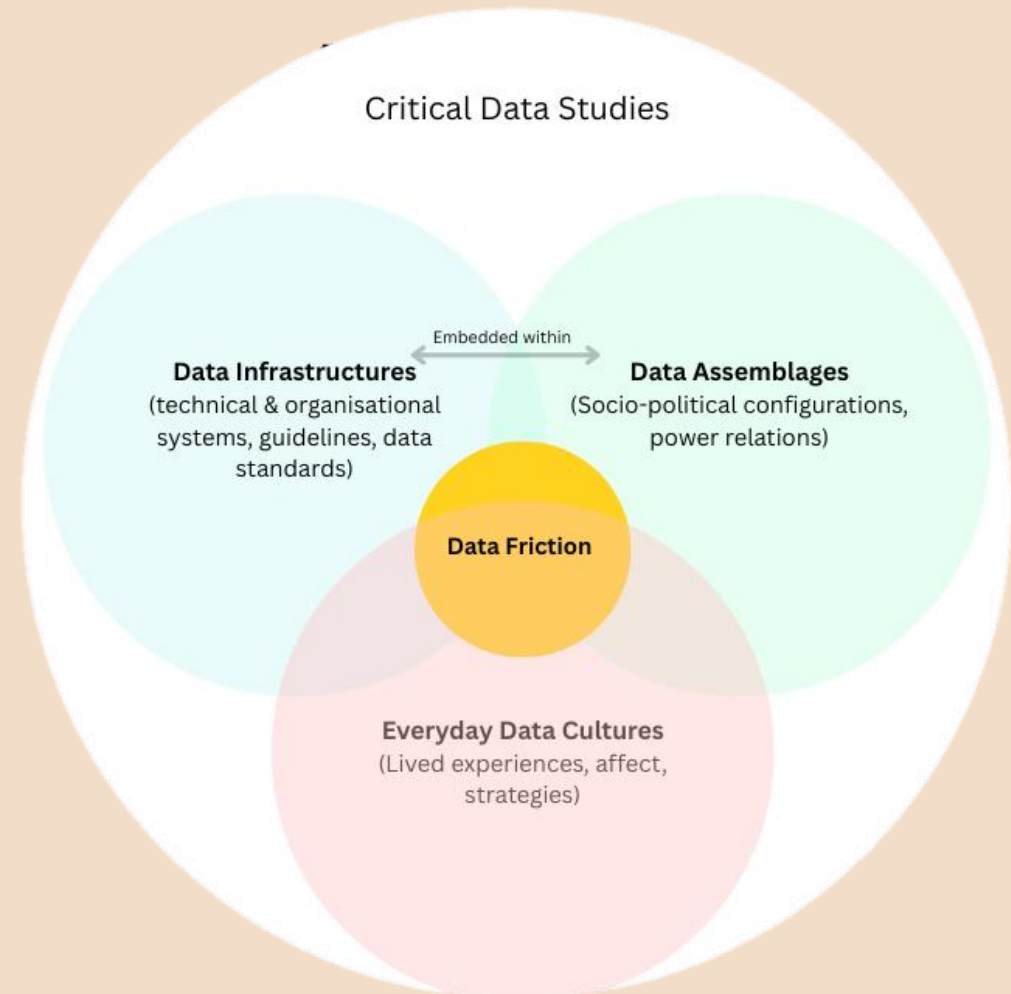 Critical Data Studies
Embedded within
Data Infrastructures
(technical & organisational
systems, guidelines, data
standards)
Data Assemblages
(Socio-political configurations,
power relations)
Data Friction
Everyday Data Cultures
(Lived experiences, affect,
strategies)